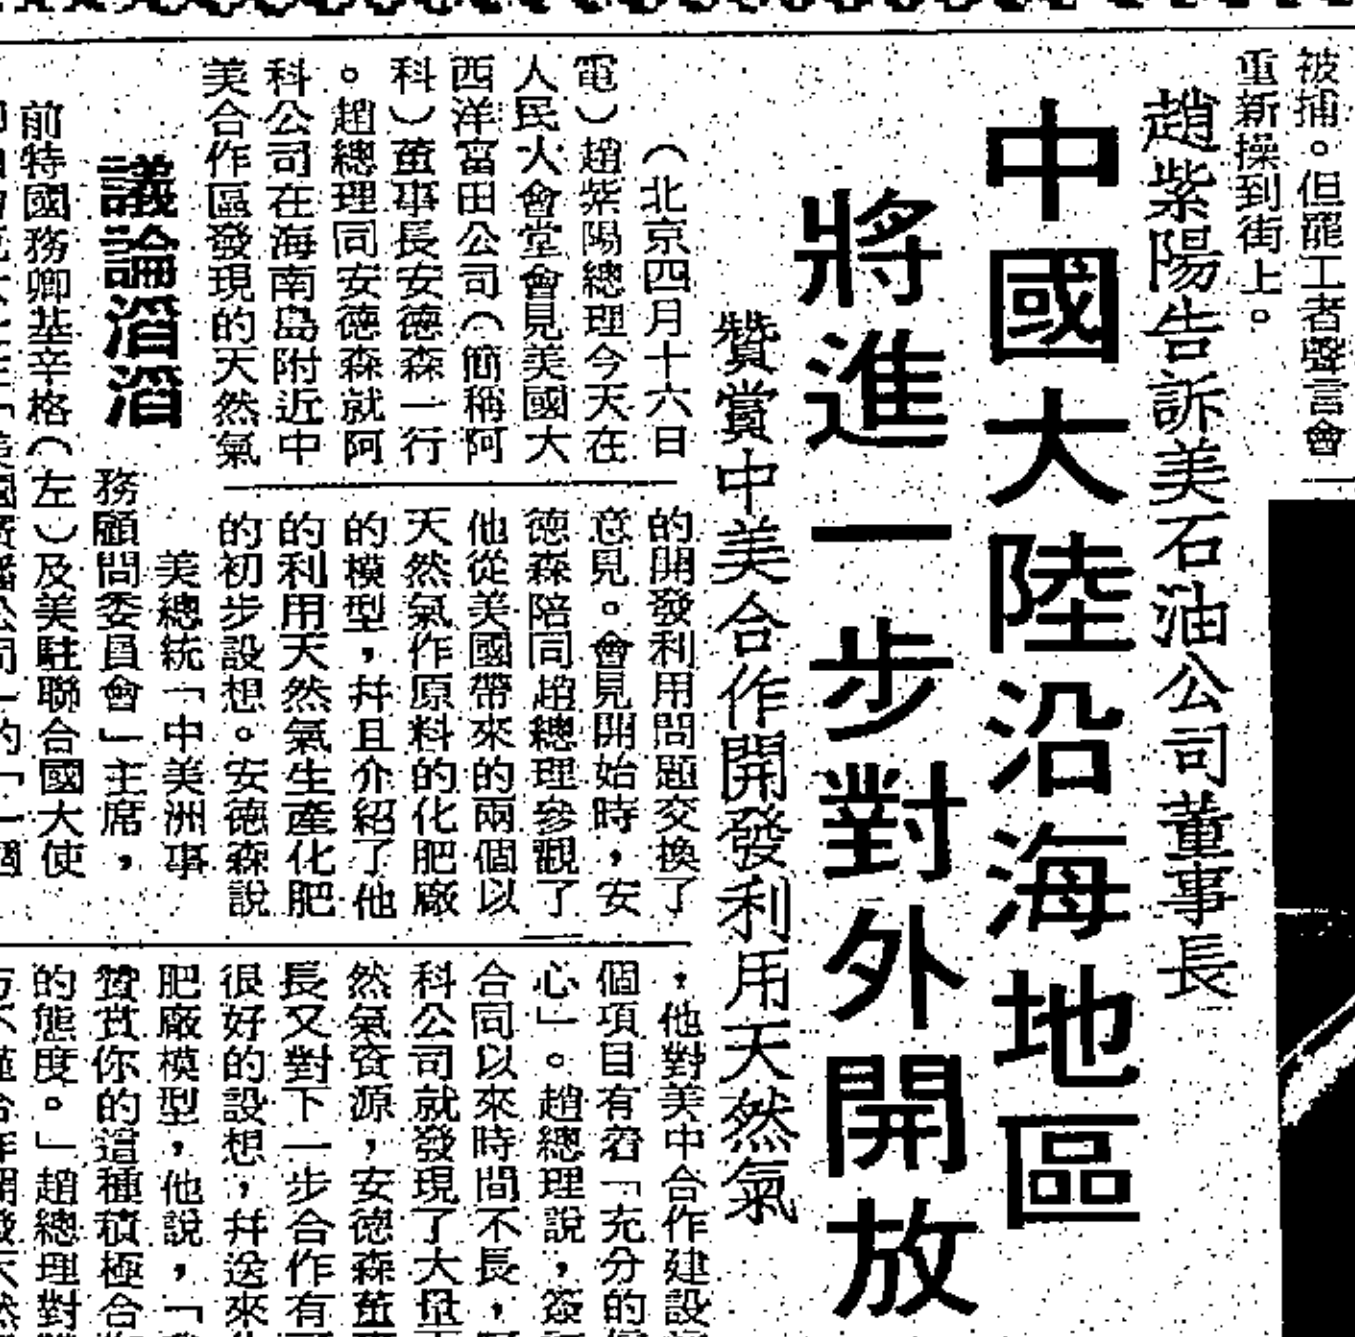 被捕。但罷工者聲言會
重新操到街上。
趙紫陽告訴美石油公司董事長
中國大陸沿海地區
將進一步對外開放
贊賞中美合作開發利用天然氣
（北京四月十六日
電）趙紫陽總理今天在
人民大會堂會見美國大
西洋富田公司（簡稱阿
科）董事長安德森一行
。趙總理同安德森就阿
科公司在海南島附近中
美合作區發現的天然氣
的開發利用問題交換了
意見。會見開始時，安
德森陪同趙總理參觀了
他從美國帶來的兩個以
天然氣作原料的化肥廠
的模型，并且介紹了他
的利用天然氣生產化肥
的初步設想。安德森說
，他對美中合作建設
個項目有着「充分的
心」。趙總理說，簽
合同以來時間不長，
科公司就發現了大量
然氣資源，安德森董
長又對下一步合作有
很好的設想，并送來
肥廠模型，他說，「
贊賞你的這種積極合
的態度。」趙總理對
議論滔滔
美總統「中美洲事
務顧問委員會」主席，
前特國務卿基辛格（左）及美駐聯合國大使